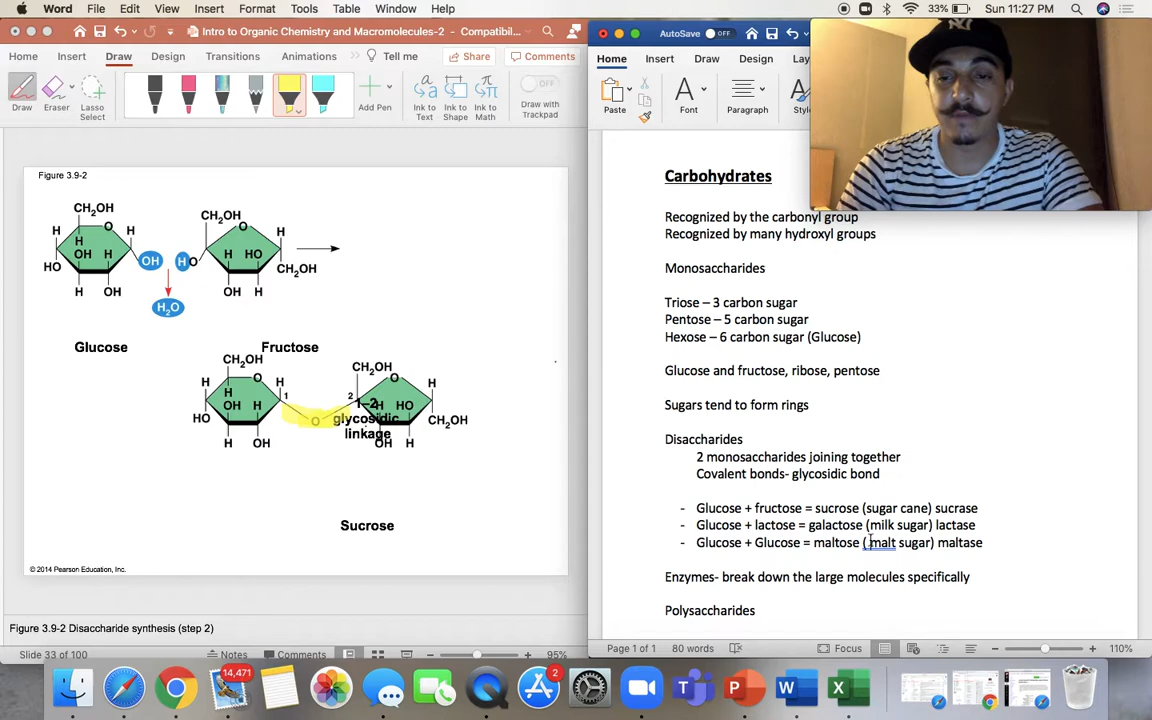 Word File Edit View Insert Format Tools Table Window Help 33% Sun 11:27 PM
Intro to Organic Chemistry and Macromolecules-2 - Compatibil...
Home Insert Draw Design Transitions Animations Tell me Share Comments
Draw Eraser Lasso Select Add Pen Ink to Text Ink to Shape Ink to Math OFF Draw with Trackpad
AutoSave OFF
Home Insert Draw Design Lay
Paste Font Paragraph Style
Figure 3.9-2
CH2OH
H O H
H
OH H
HO
H OH
OH
H2O
CH2OH
O H
H HO
HO
CH2OH
OH H
Glucose
Fructose
CH2OH
H O H
H
OH H
HO
H OH
1
O
2
CH2OH
O H
H HO
CH2OH
OH H
1–2
glycosidic
linkage
Sucrose
© 2014 Pearson Education, Inc.
Figure 3.9-2 Disaccharide synthesis (step 2)
Slide 33 of 100 Notes Comments 95%
Carbohydrates
Recognized by the carbonyl group
Recognized by many hydroxyl groups
Monosaccharides
Triose – 3 carbon sugar
Pentose – 5 carbon sugar
Hexose – 6 carbon sugar (Glucose)
Glucose and fructose, ribose, pentose
Sugars tend to form rings
Disaccharides
2 monosaccharides joining together
Covalent bonds- glycosidic bond
- Glucose + fructose = sucrose (sugar cane) sucrase
- Glucose + lactose = galactose (milk sugar) lactase
- Glucose + Glucose = maltose ( malt sugar) maltase
Enzymes- break down the large molecules specifically
Polysaccharides
Page 1 of 1 80 words Focus 110%
14,471
2